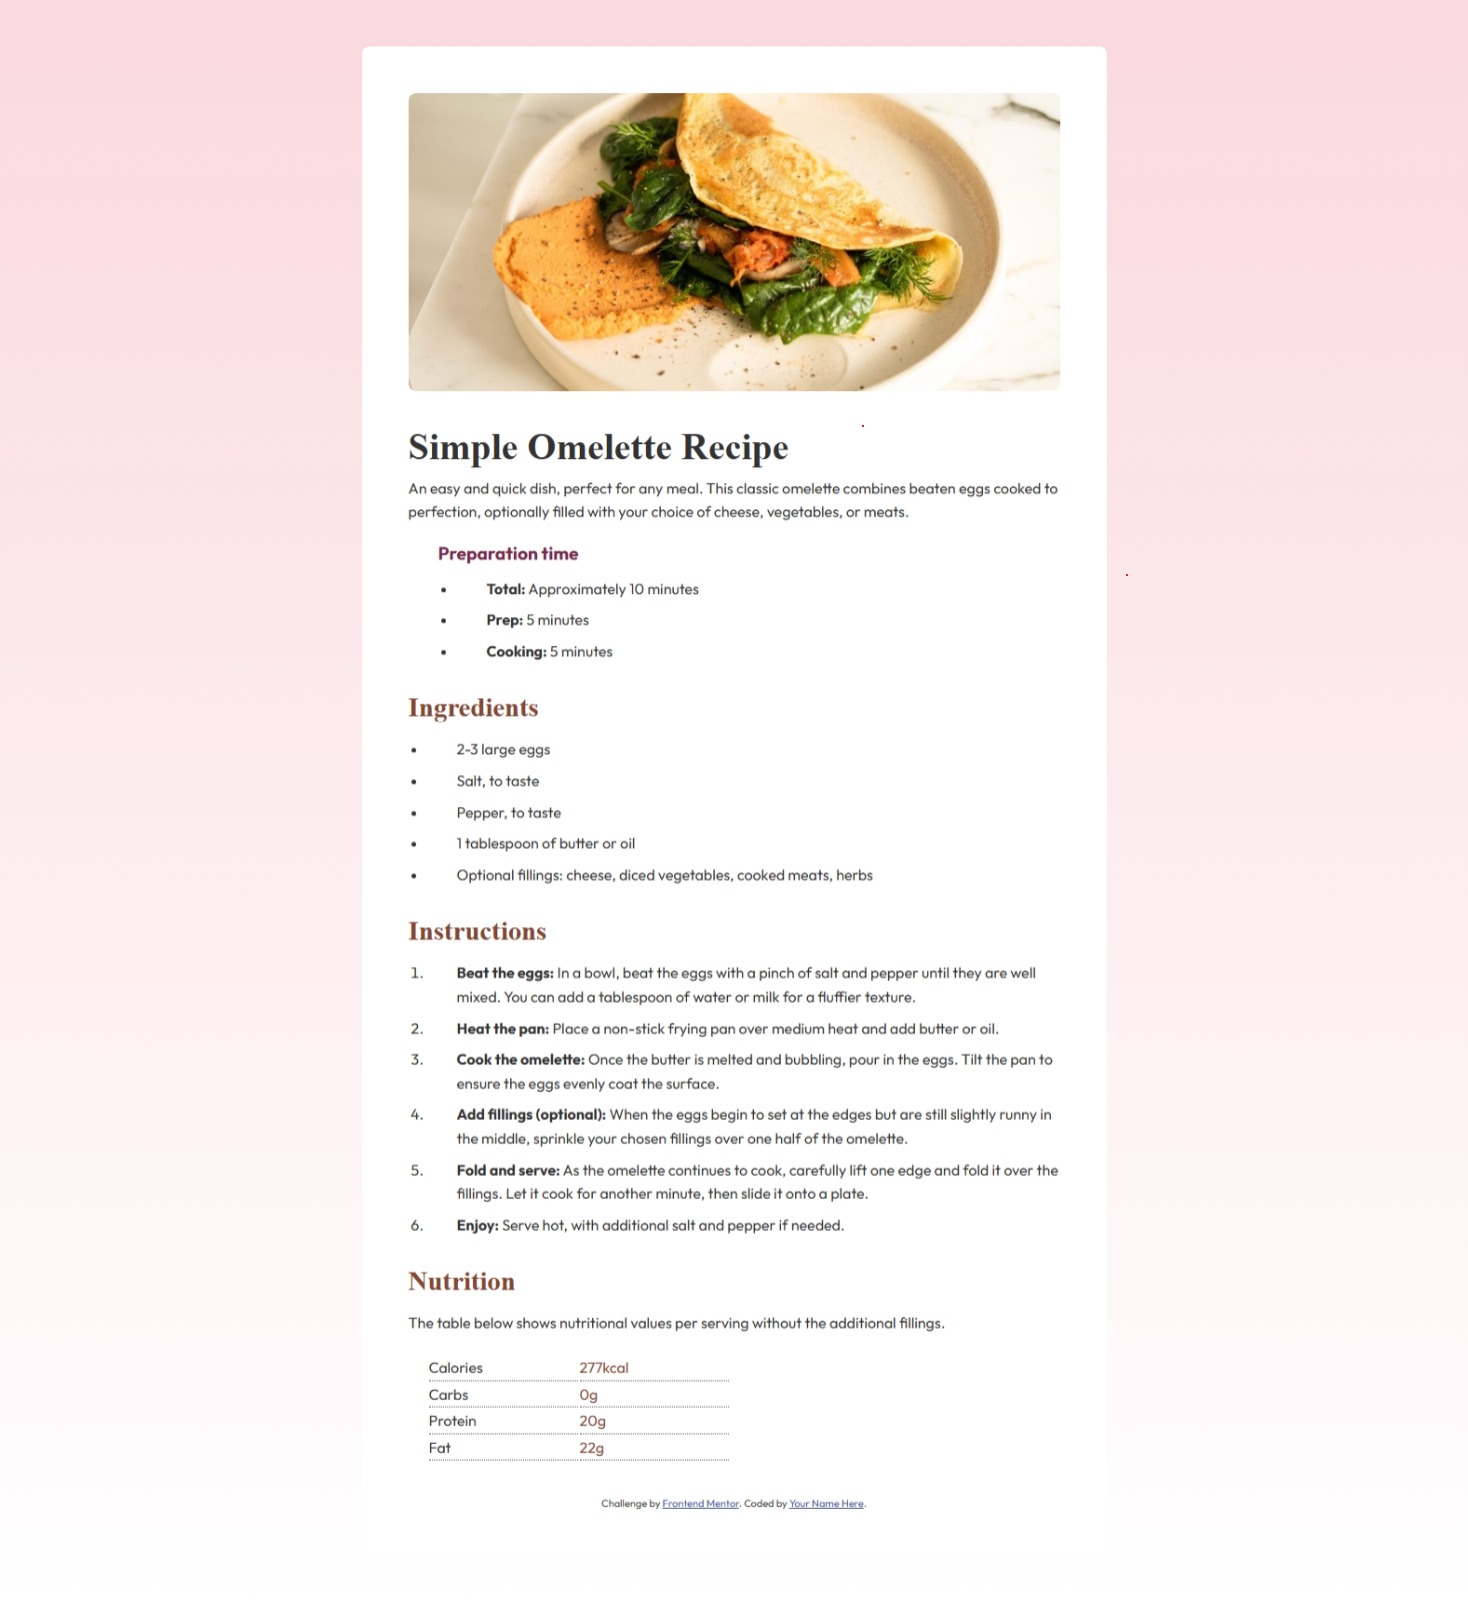 Simple Omelette Recipe
An easy and quick dish, perfect for any meal. This classic omelette combines beaten eggs cooked to
perfection, optionally filled with your choice of cheese, vegetables, or meats.
Preparation time
• Total: Approximately 10 minutes
• Prep: 5 minutes
• Cooking: 5 minutes
Ingredients
• 2-3 large eggs
• Salt, to taste
• Pepper, to taste
• 1 tablespoon of butter or oil
• Optional fillings: cheese, diced vegetables, cooked meats, herbs
Instructions
1. Beat the eggs: In a bowl, beat the eggs with a pinch of salt and pepper until they are well
mixed. You can add a tablespoon of water or milk for a fluffier texture.
2. Heat the pan: Place a non-stick frying pan over medium heat and add butter or oil.
3. Cook the omelette: Once the butter is melted and bubbling, pour in the eggs. Tilt the pan to
ensure the eggs evenly coat the surface.
4. Add fillings (optional): When the eggs begin to set at the edges but are still slightly runny in
the middle, sprinkle your chosen fillings over one half of the omelette.
5. Fold and serve: As the omelette continues to cook, carefully lift one edge and fold it over the
fillings. Let it cook for another minute, then slide it onto a plate.
6. Enjoy: Serve hot, with additional salt and pepper if needed.
Nutrition
The table below shows nutritional values per serving without the additional fillings.
Calories 277kcal
Carbs 0g
Protein 20g
Fat 22g
Challenge by Frontend Mentor. Coded by Your Name Here.